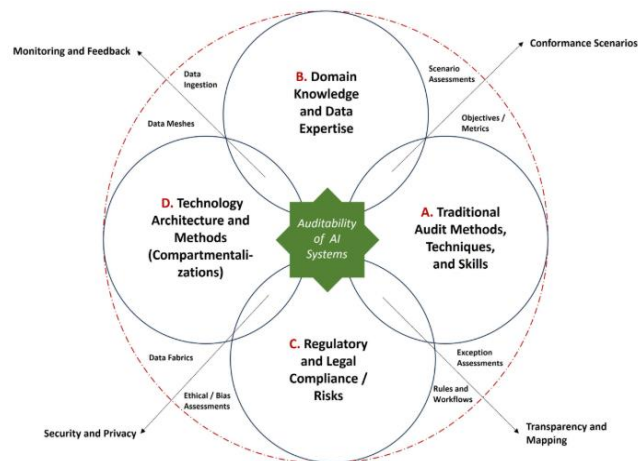 Monitoring and Feedback
Conformance Scenarios
Data
Ingestion
Scenario
Assessments
B. Domain
Knowledge
and Data
Expertise
Data Meshes
Objectives /
Metrics
D. Technology
Architecture and
Methods
(Compartmentali-
zations)
Auditability
of AI
Systems
A. Traditional
Audit Methods,
Techniques,
and Skills
C. Regulatory
and Legal
Compliance /
Risks
Data Fabrics
Exception
Assessments
Ethical / Bias
Assessments
Rules and
Workflows
Security and Privacy
Transparency and
Mapping